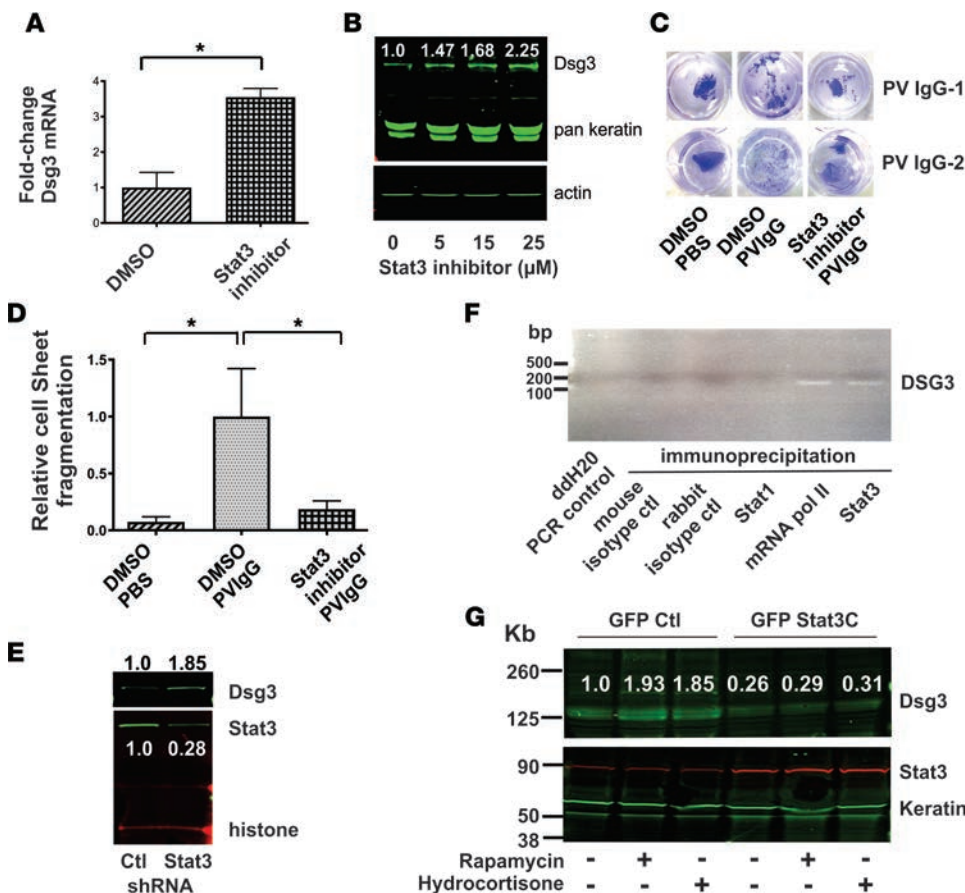 A
*
Fold-change
Dsg3 mRNA
4
3
2
1
0
DMSO
Stat3
inhibitor
B
1.0 1.47 1,68 2.25
Dsg3
pan keratin
actin
0 5 15 25
Stat3 inhibitor (µM)
C
PV IgG-1
PV IgG-2
DMSO
PBS
DMSO
PVIgG
Stat3
inhibitor
PVIgG
D
* *
Relative cell Sheet
fragmentation
1.5
1.0
0.5
0.0
DMSO
PBS
DMSO
PVIgG
Stat3
inhibitor
PVIgG
E
1.0 1.85
Dsg3
Stat3
1.0 0.28
histone
Ctl Stat3
shRNA
F
bp
500
200
100
DSG3
immunoprecipitation
ddH20
PCR control
mouse
isotype ctl
rabbit
isotype ctl
Stat1
mRNA pol II
Stat3
G
Kb
GFP Ctl GFP Stat3C
260
125
1.0 1.93 1.85 0.26 0.29 0.31
Dsg3
90
50
38
Stat3
Keratin
Rapamycin - + - - + -
Hydrocortisone - - + - - +